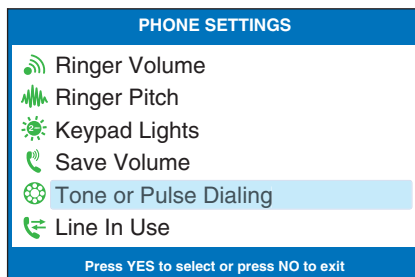 PHONE SETTINGS
Ringer Volume
Ringer Pitch
Keypad Lights
Save Volume
Tone or Pulse Dialing
Line In Use
Press YES to select or press NO to exit